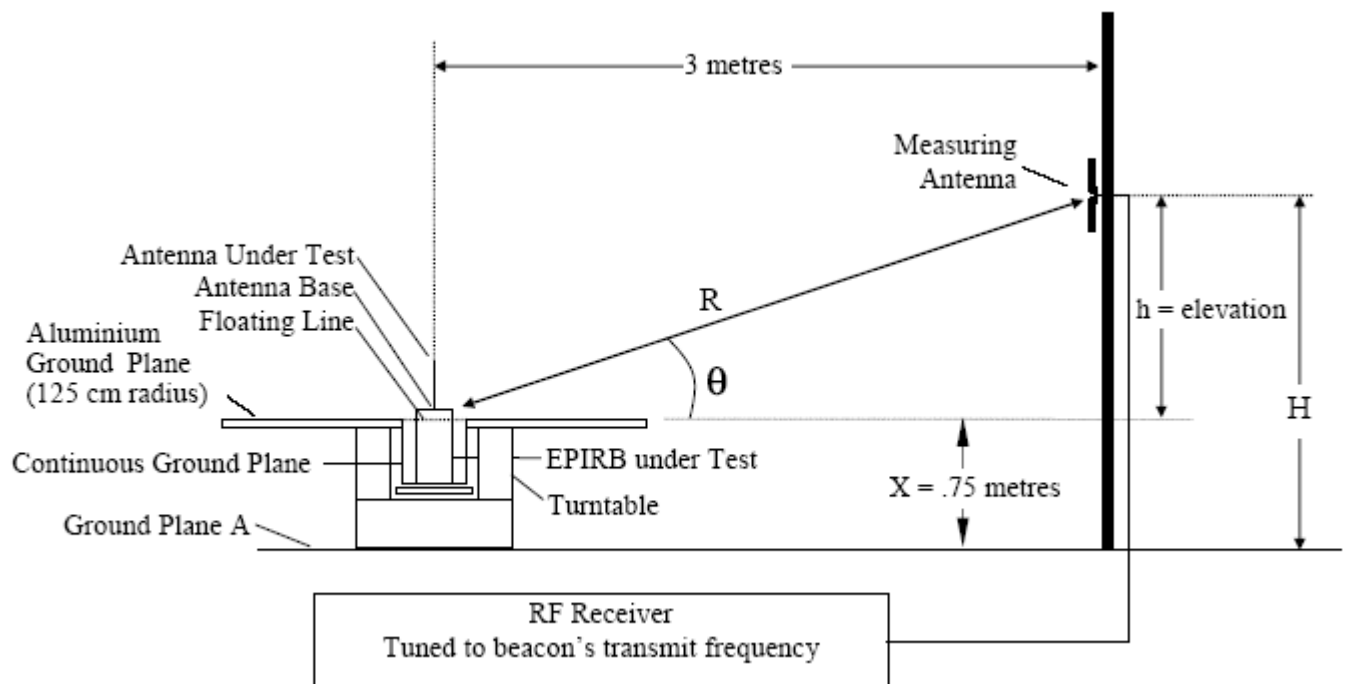 3 metres
Measuring
Antenna
Antenna Under Test
Antenna Base
Floating Line
R
h = elevation
Aluminium
Ground Plane
(125 cm radius)
θ
H
Continuous Ground Plane
EPIRB under Test
X = .75 metres
Turntable
Ground Plane A
RF Receiver
Tuned to beacon's transmit frequency